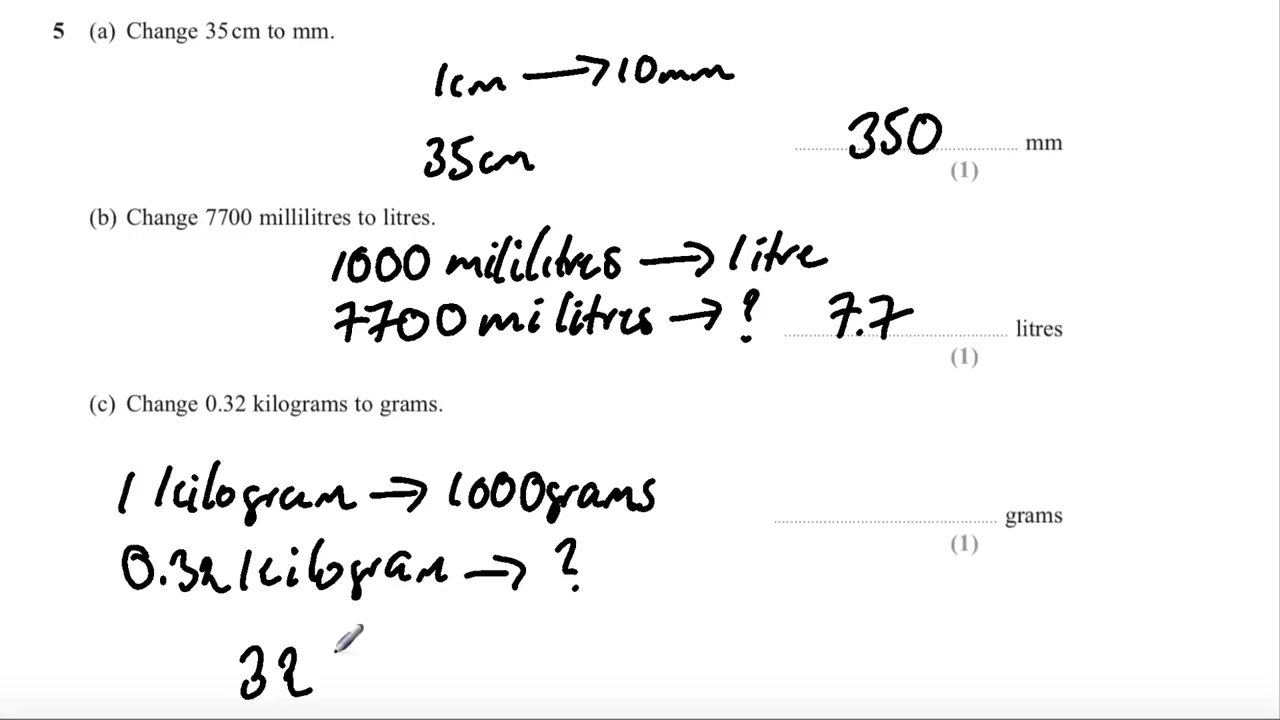 5 (a) Change 35 cm to mm.
1cm → 10mm
350 mm
35cm
(1)
(b) Change 7700 millilitres to litres.
1000 mililitres → 1 litre
7700 mi litres → ? 7.7 litres
(1)
(c) Change 0.32 kilograms to grams.
1 kilogram → 1000grams
grams
(1)
0.32 kilogram → ?
32